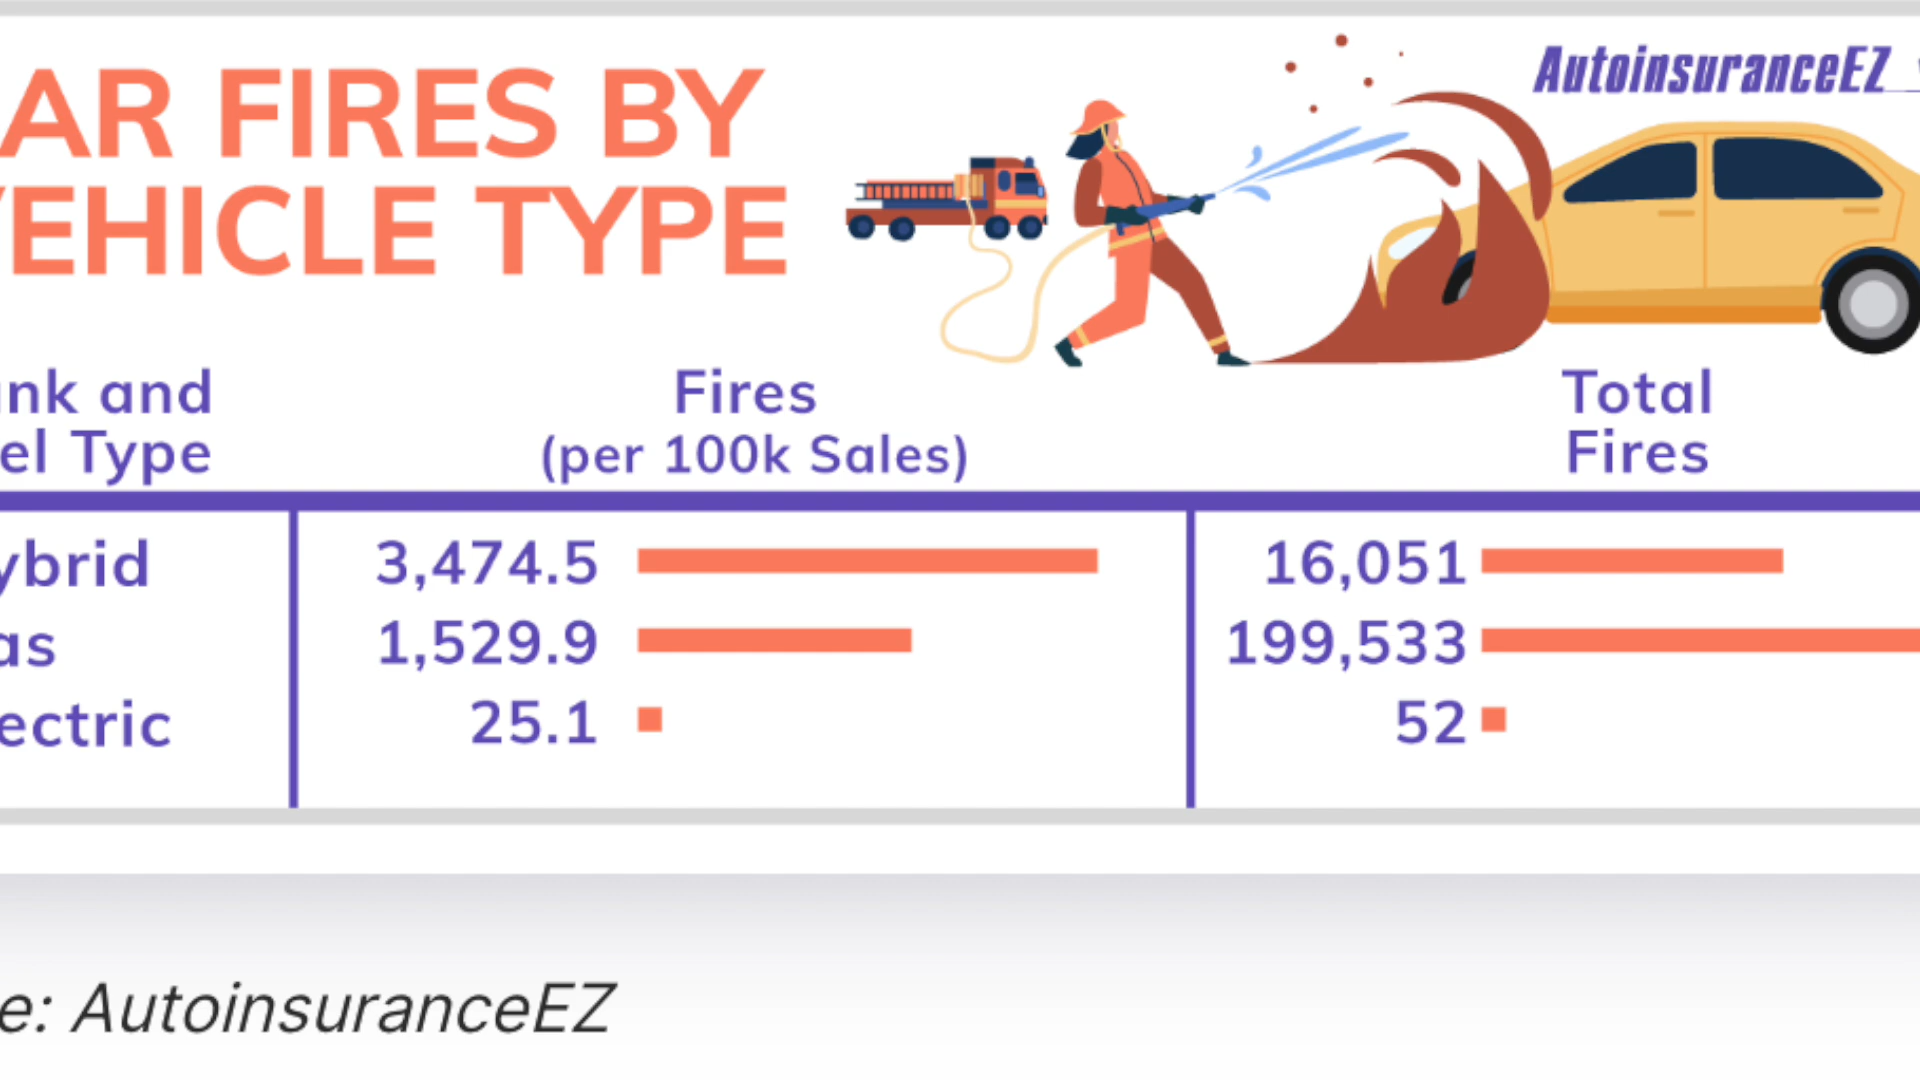 AR FIRES BY
EHICLE TYPE
AutoinsuranceEZ
nk and
el Type
Fires
(per 100k Sales)
Total
Fires
ybrid 3,474.5 16,051
as 1,529.9 199,533
ectric 25.1 52
e: AutoinsuranceEZ